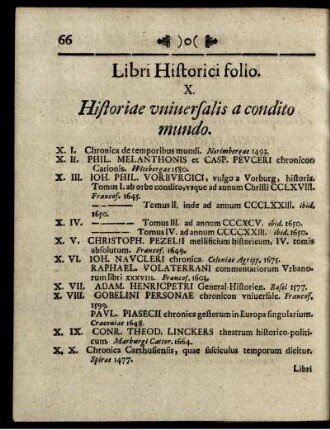 66 )o(
Libri Historici folio.
X.
Historiae vniuersalis a condito
mundo.
X. I. Chronica de temporibus mundi. Norimbergae 1493.
X. II. PHIL. MELANTHONIS et CASP. PEVCERI chronicon
Carionis. Witebergae 1580.
X. III. IOH. PHIL. VORBVRGICI, vulgo a Vorburg, historia.
Tomus I. ab orbe condito, vsque ad annum Christi CCLXVIII.
Francof. 1645.
— — — — Tomus II. inde ad annum CCCLXXIII. ibid.
1650.
X. IV. — — — — Tomus III. ad annum CCCXCV. ibid. 1650.
— — — — Tomus IV. ad annum CCCCXXIII. ibid. 1650.
X. V. CHRISTOPH. PEZELII mellificium historicum, IV. tomis
absolutum. Francof. 1649.
X. VI. IOH. NAVCLERI chronica. Coloniae Agripp. 1675.
RAPHAEL. VOLATERRANI commentariorum Vrbano-
rum libri XXXVIII. Francof. 1603.
X. VII. ADAM. HENRICPETRI General-Historien. Basel 1577.
X. VIII. GOBELINI PERSONAE chronicon vniuersale. Francof.
1599.
PAVL. PIASECII chronica gestorum in Europa singularium.
Cracouiae 1648.
X. IX. CONR. THEOD. LINCKERS theatrum historico-politi-
cum. Marburgi Cattor. 1664.
X. X. Chronica Carthusiensis, quae fasciculus temporum dicitur.
Spirae 1477.
Libri